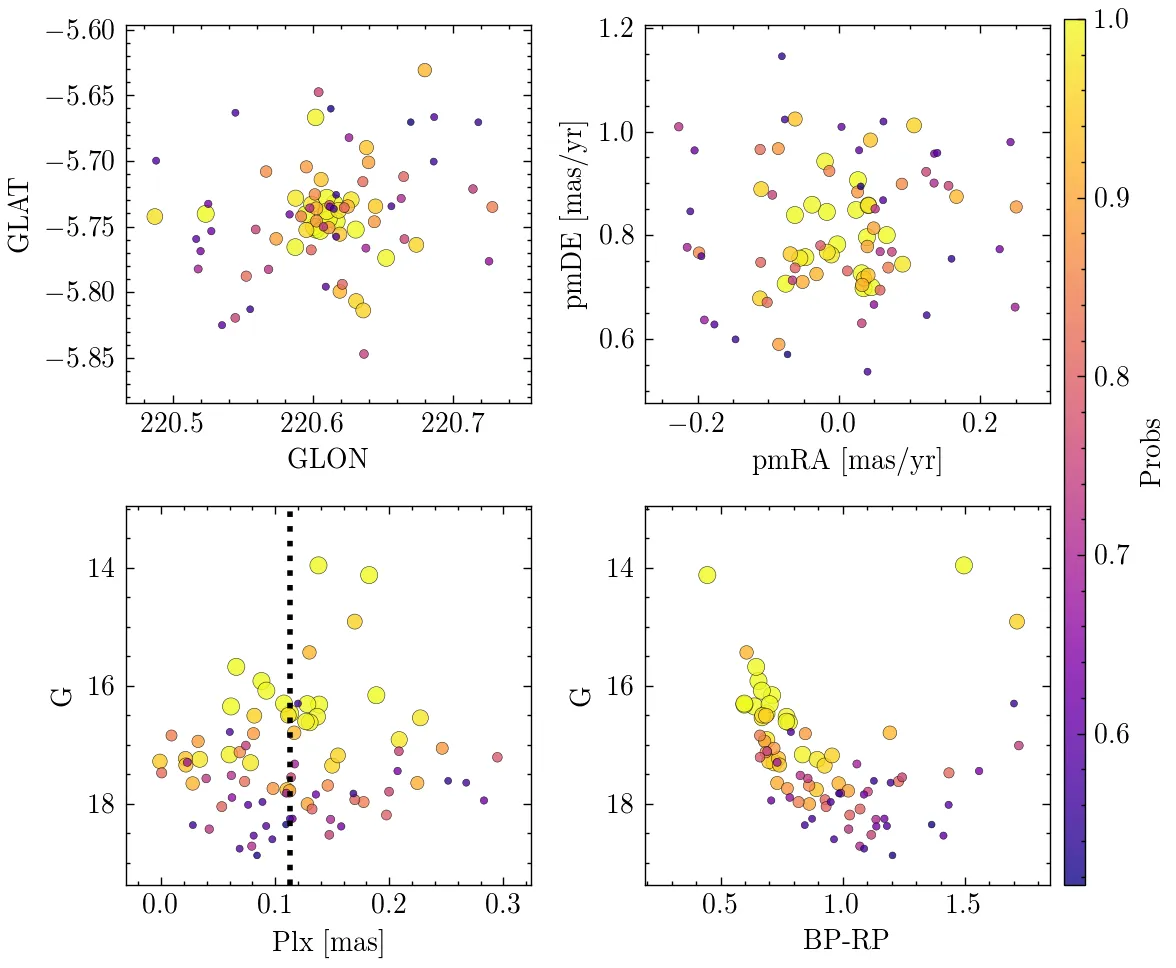 −5.60
−5.65
−5.70
−5.75
−5.80
−5.85
GLAT
220.5 220.6 220.7
GLON
1.2
1.0
0.8
0.6
pmDE [mas/yr]
−0.2 0.0 0.2
pmRA [mas/yr]
14
16
18
G
0.0 0.1 0.2 0.3
Plx [mas]
14
16
18
G
0.5 1.0 1.5
BP-RP
1.0
0.9
0.8
0.7
0.6
Probs